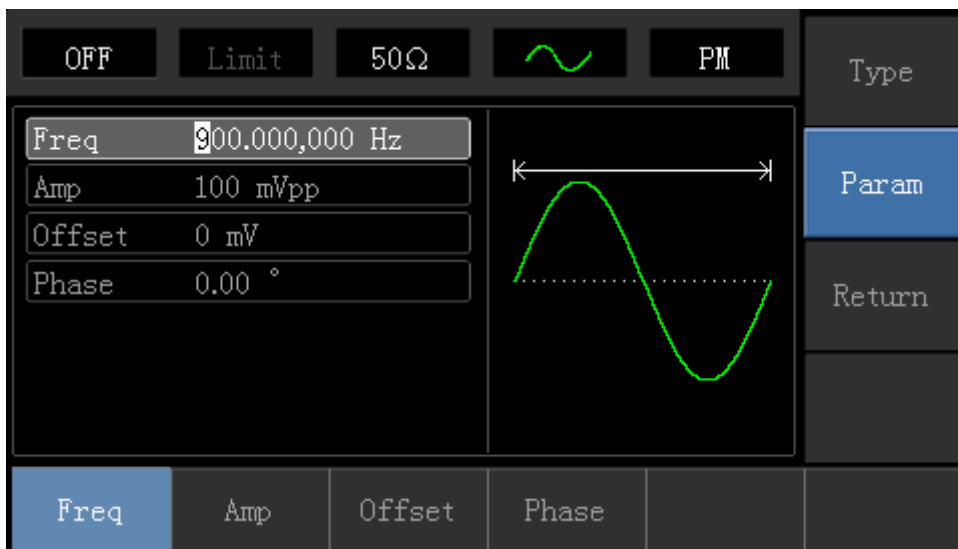 OFF Limit 50Ω PM
Type
Freq 900.000,000 Hz
Amp 100 mVpp
Param
Offset 0 mV
Phase 0.00 °
Return
Freq Amp Offset Phase